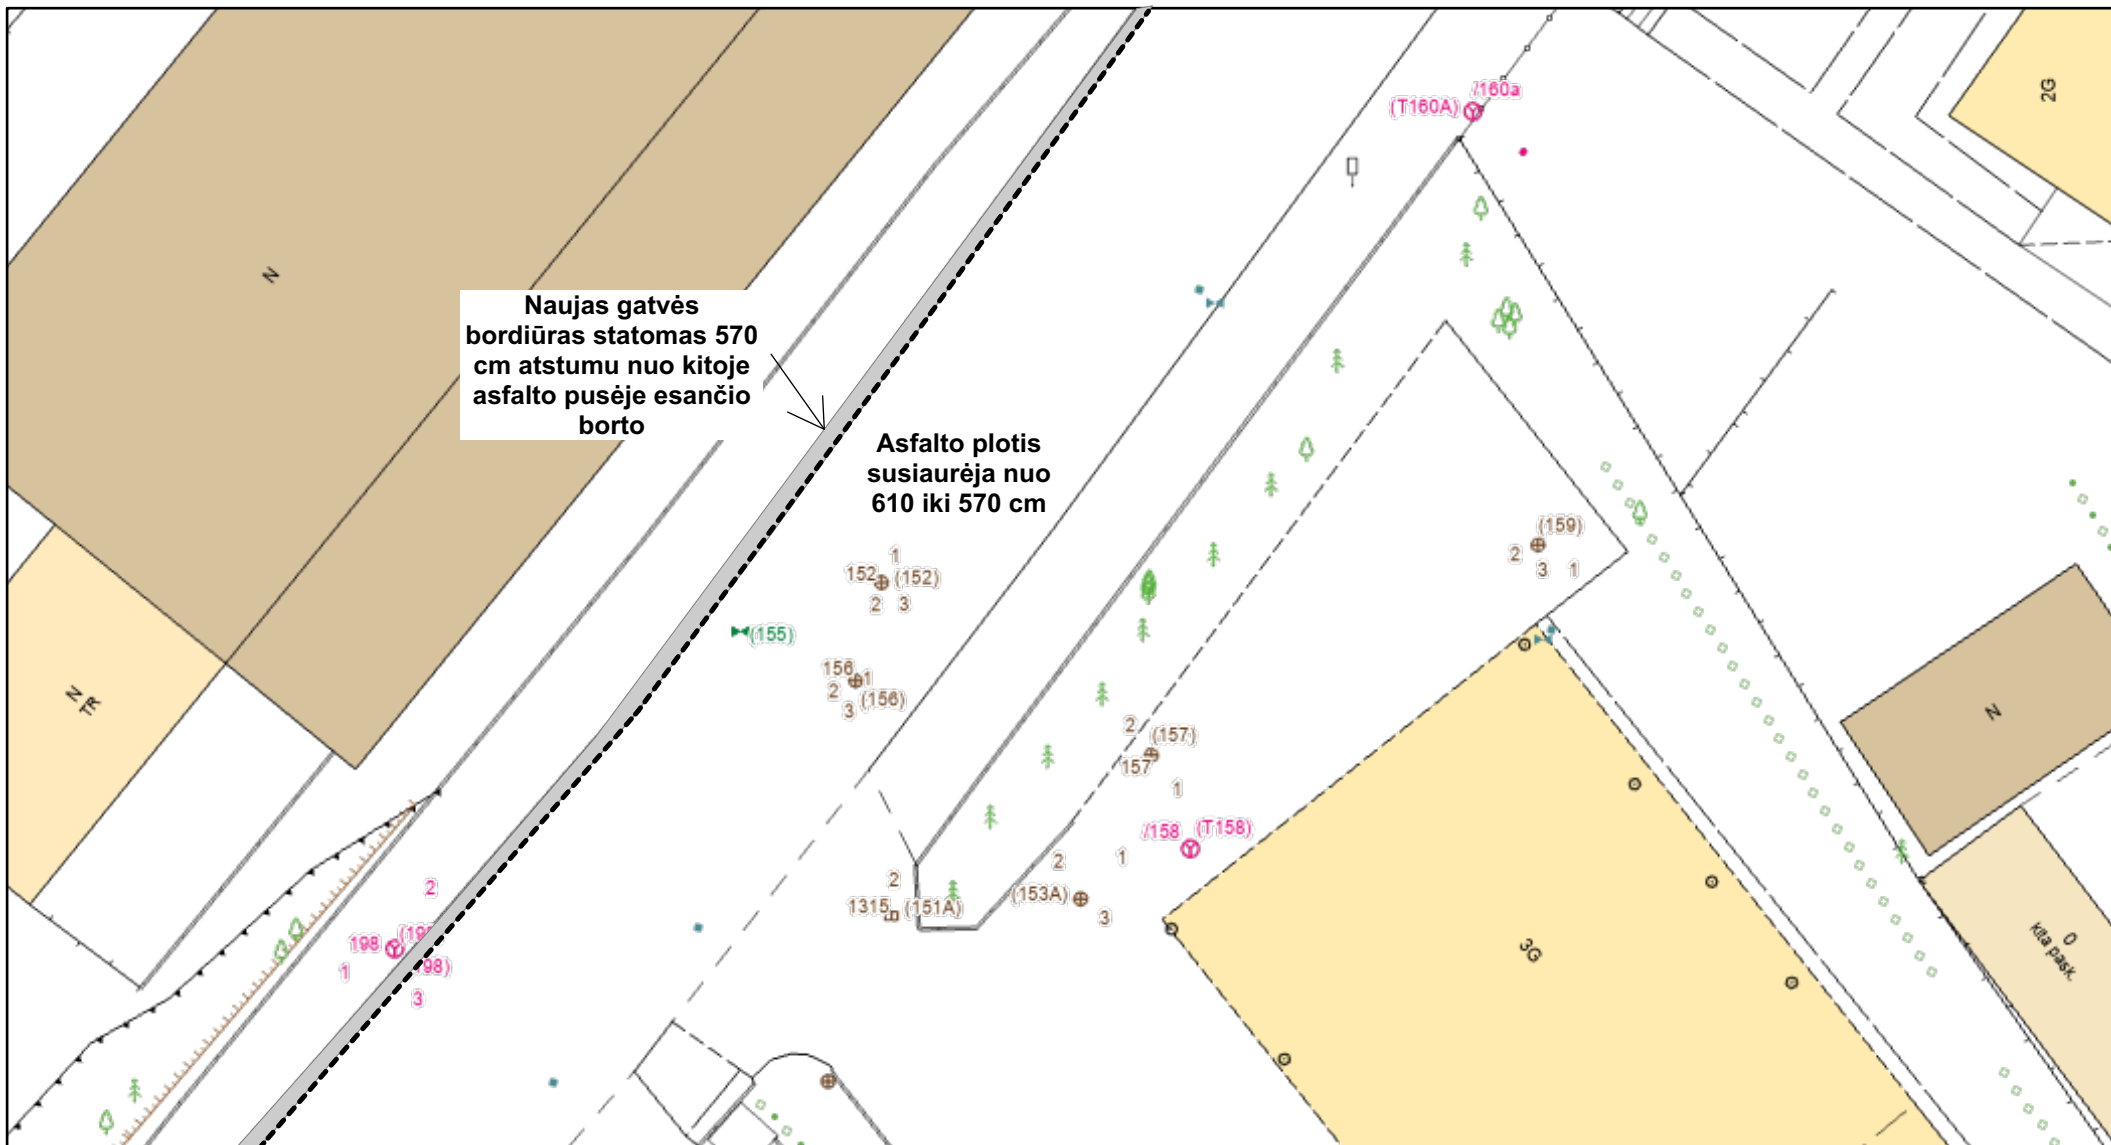 /160a
(T160A)
2G
N
Naujas gatvės
bordiūras statomas 570
cm atstumu nuo kitoje
asfalto pusėje esančio
borto
Asfalto plotis
susiaurėja nuo
610 iki 570 cm
1
152 (152)
2 3
(155)
156 1
2 (156)
3
(159)
2
3 1
N
TR
N
2
157 (157)
1
/158 (T158)
2 1
(153A)
3
2
1315 (151A)
2
198
1 98)
3
3G
0
kita pask.